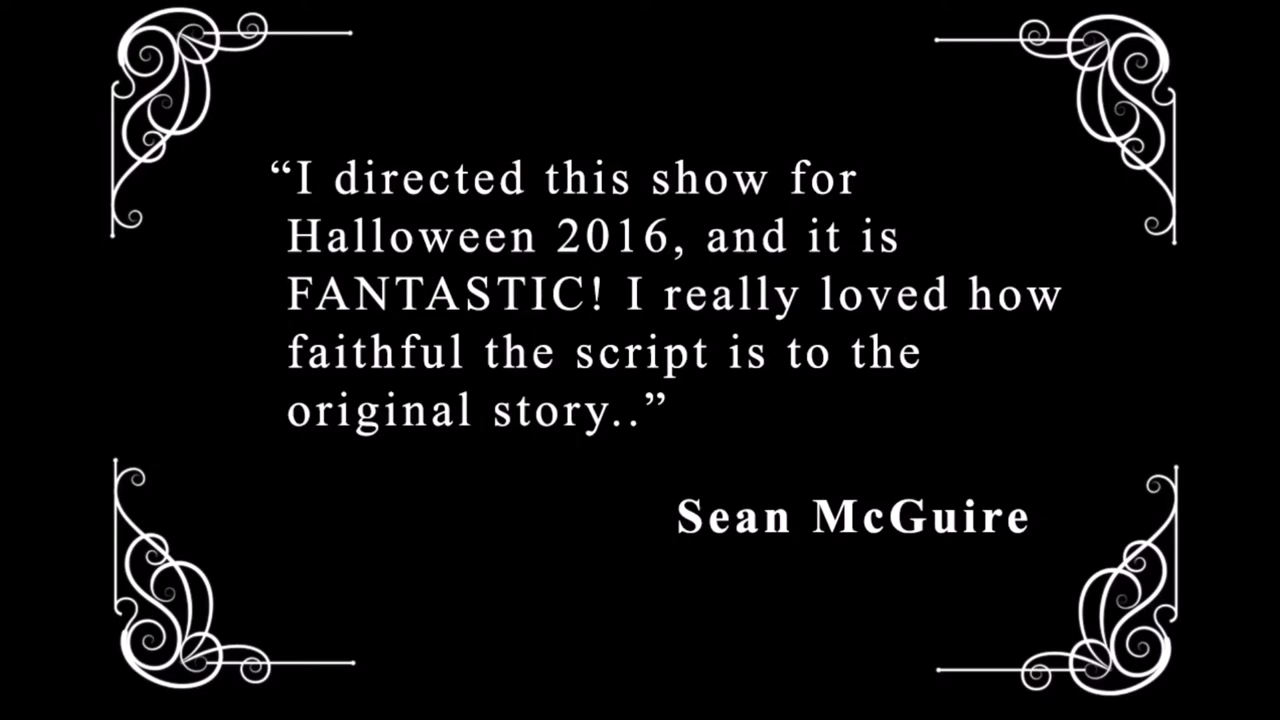 “I directed this show for
Halloween 2016, and it is
FANTASTIC! I really loved how
faithful the script is to the
original story..”
Sean McGuire